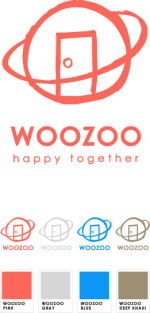 WOOZOO
happy together
WOOZOO WOOZOO WOOZOO WOOZOO
WOOZOO PINK
WOOZOO GRAY
WOOZOO BLUE
WOOZOO DEEP KHAKI